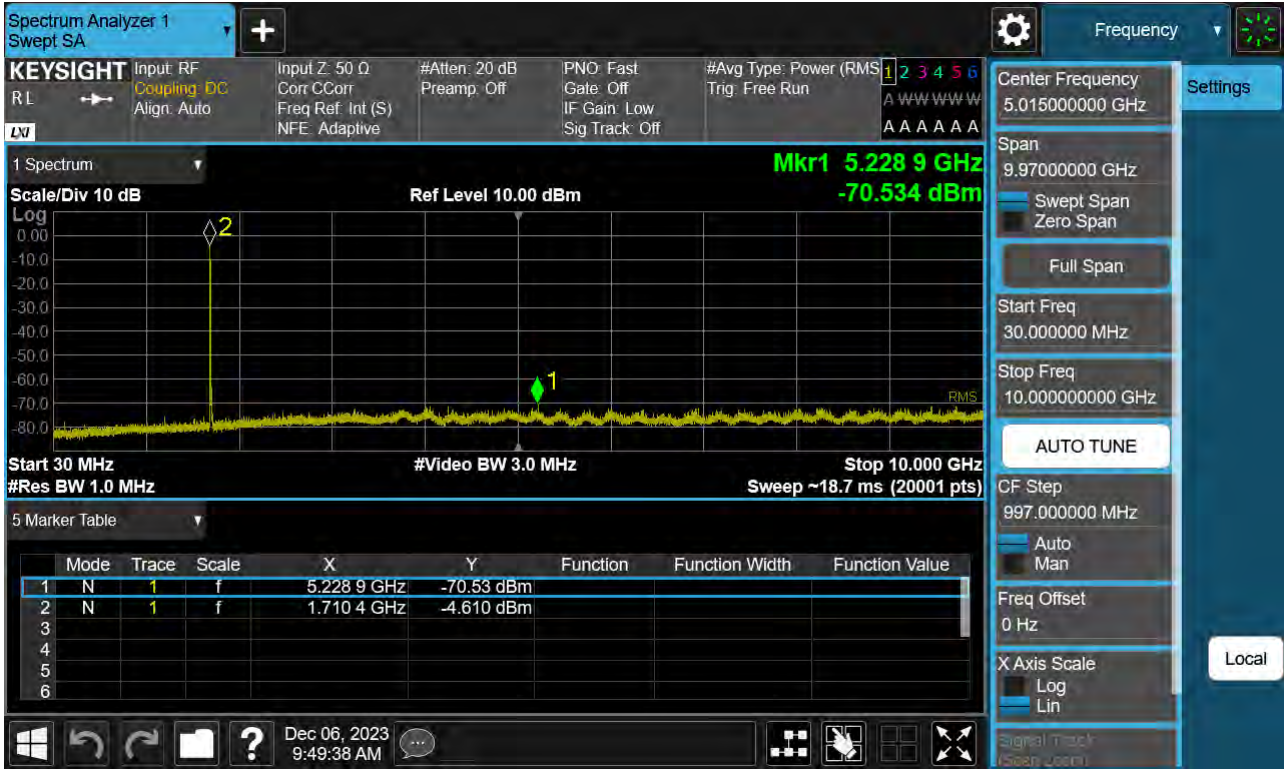 Spectrum Analyzer 1
Swept SA
+
Frequency
KEYSIGHT
RL
LXI
Input: RF
Coupling: DC
Align: Auto
Input Z: 50 Ω
Corr CCorr
Freq Ref: Int (S)
NFE: Adaptive
#Atten: 20 dB
Preamp: Off
PNO: Fast
Gate: Off
IF Gain: Low
Sig Track: Off
#Avg Type: Power (RMS
Trig: Free Run
1 2 3 4 5 6
A W W W W W
A A A A A A
1 Spectrum
Mkr1 5.228 9 GHz
-70.534 dBm
Scale/Div 10 dB
Ref Level 10.00 dBm
Log
0.00
-10.0
-20.0
-30.0
-40.0
-50.0
-60.0
-70.0
-80.0
2
1
RMS
Start 30 MHz
#Video BW 3.0 MHz
Stop 10.000 GHz
#Res BW 1.0 MHz
Sweep ~18.7 ms (20001 pts)
5 Marker Table
Mode Trace Scale X Y Function Function Width Function Value
1 N 1 f 5.228 9 GHz -70.53 dBm
2 N 1 f 1.710 4 GHz -4.610 dBm
3
4
5
6
Center Frequency
5.015000000 GHz
Settings
Span
9.97000000 GHz
Swept Span
Zero Span
Full Span
Start Freq
30.000000 MHz
Stop Freq
10.000000000 GHz
AUTO TUNE
CF Step
997.000000 MHz
Auto
Man
Freq Offset
0 Hz
X Axis Scale
Log
Lin
Signal Track
(Span Zoom)
Local
?
Dec 06, 2023
9:49:38 AM